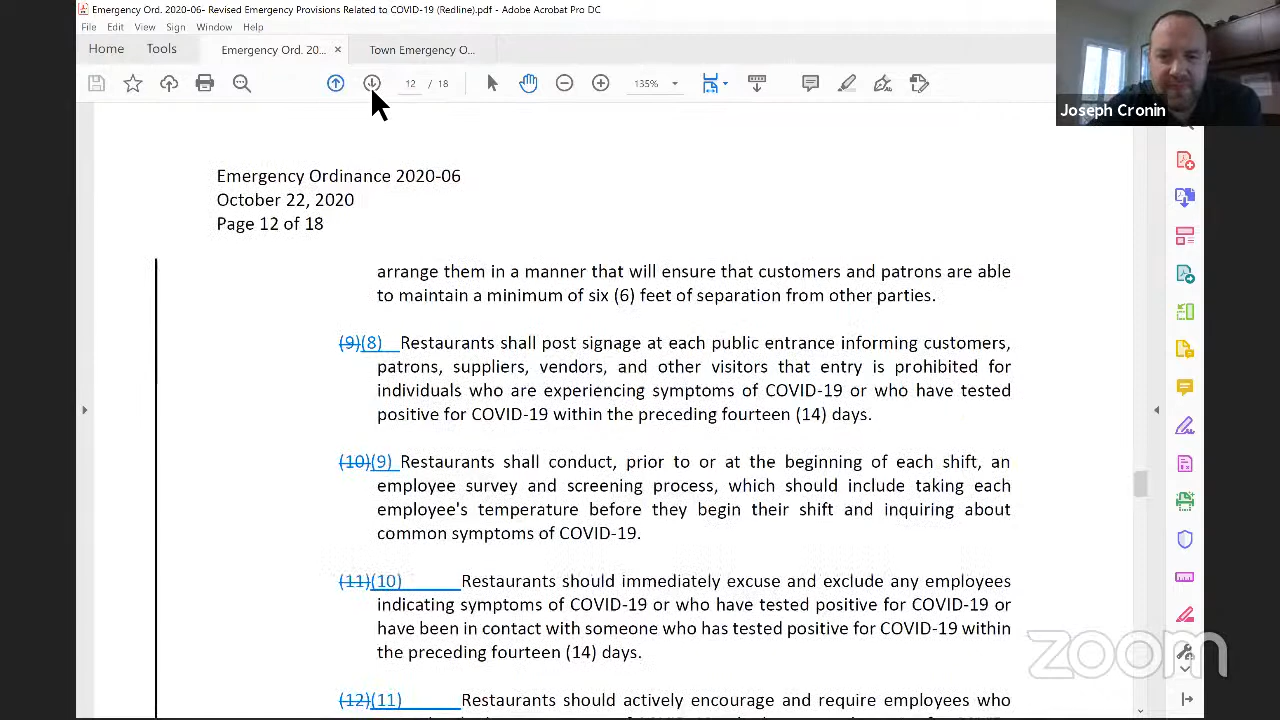 Emergency Ord. 2020-06- Revised Emergency Provisions Related to COVID-19 (Redline).pdf - Adobe Acrobat Pro DC
File Edit View Sign Window Help
Home Tools Emergency Ord. 20... × Town Emergency O...
12 / 18 135%
Joseph Cronin
Emergency Ordinance 2020-06
October 22, 2020
Page 12 of 18
arrange them in a manner that will ensure that customers and patrons are able
to maintain a minimum of six (6) feet of separation from other parties.
(9)(8) Restaurants shall post signage at each public entrance informing customers,
patrons, suppliers, vendors, and other visitors that entry is prohibited for
individuals who are experiencing symptoms of COVID-19 or who have tested
positive for COVID-19 within the preceding fourteen (14) days.
(10)(9) Restaurants shall conduct, prior to or at the beginning of each shift, an
employee survey and screening process, which should include taking each
employee's temperature before they begin their shift and inquiring about
common symptoms of COVID-19.
(11)(10) Restaurants should immediately excuse and exclude any employees
indicating symptoms of COVID-19 or who have tested positive for COVID-19 or
have been in contact with someone who has tested positive for COVID-19 within
the preceding fourteen (14) days.
(12)(11) Restaurants should actively encourage and require employees who
zoom